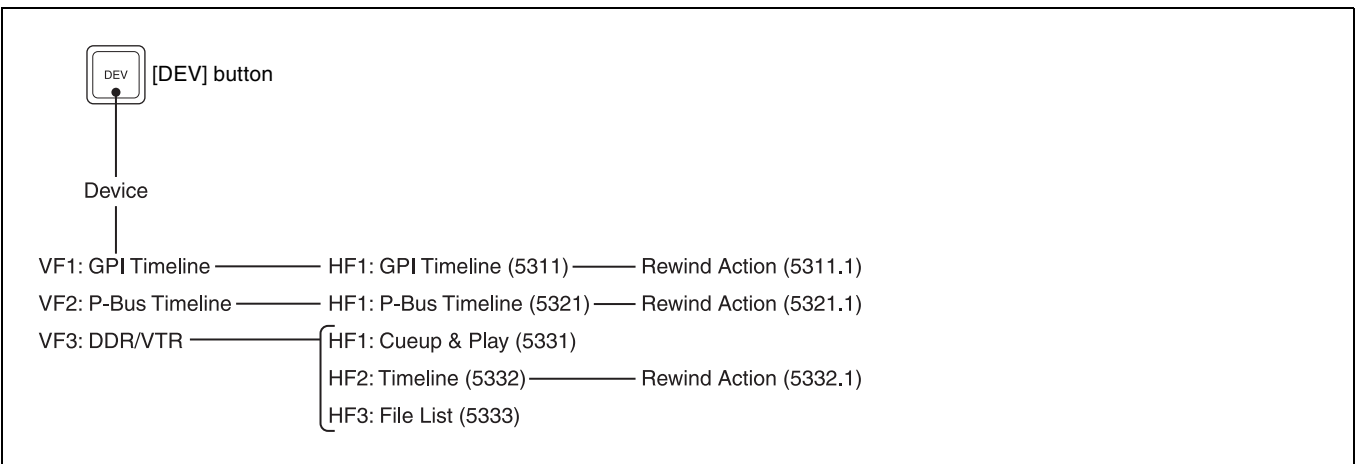 DEV [DEV] button
Device
VF1: GPI Timeline HF1: GPI Timeline (5311) Rewind Action (5311.1)
VF2: P-Bus Timeline HF1: P-Bus Timeline (5321) Rewind Action (5321.1)
VF3: DDR/VTR HF1: Cueup & Play (5331)
HF2: Timeline (5332) Rewind Action (5332.1)
HF3: File List (5333)